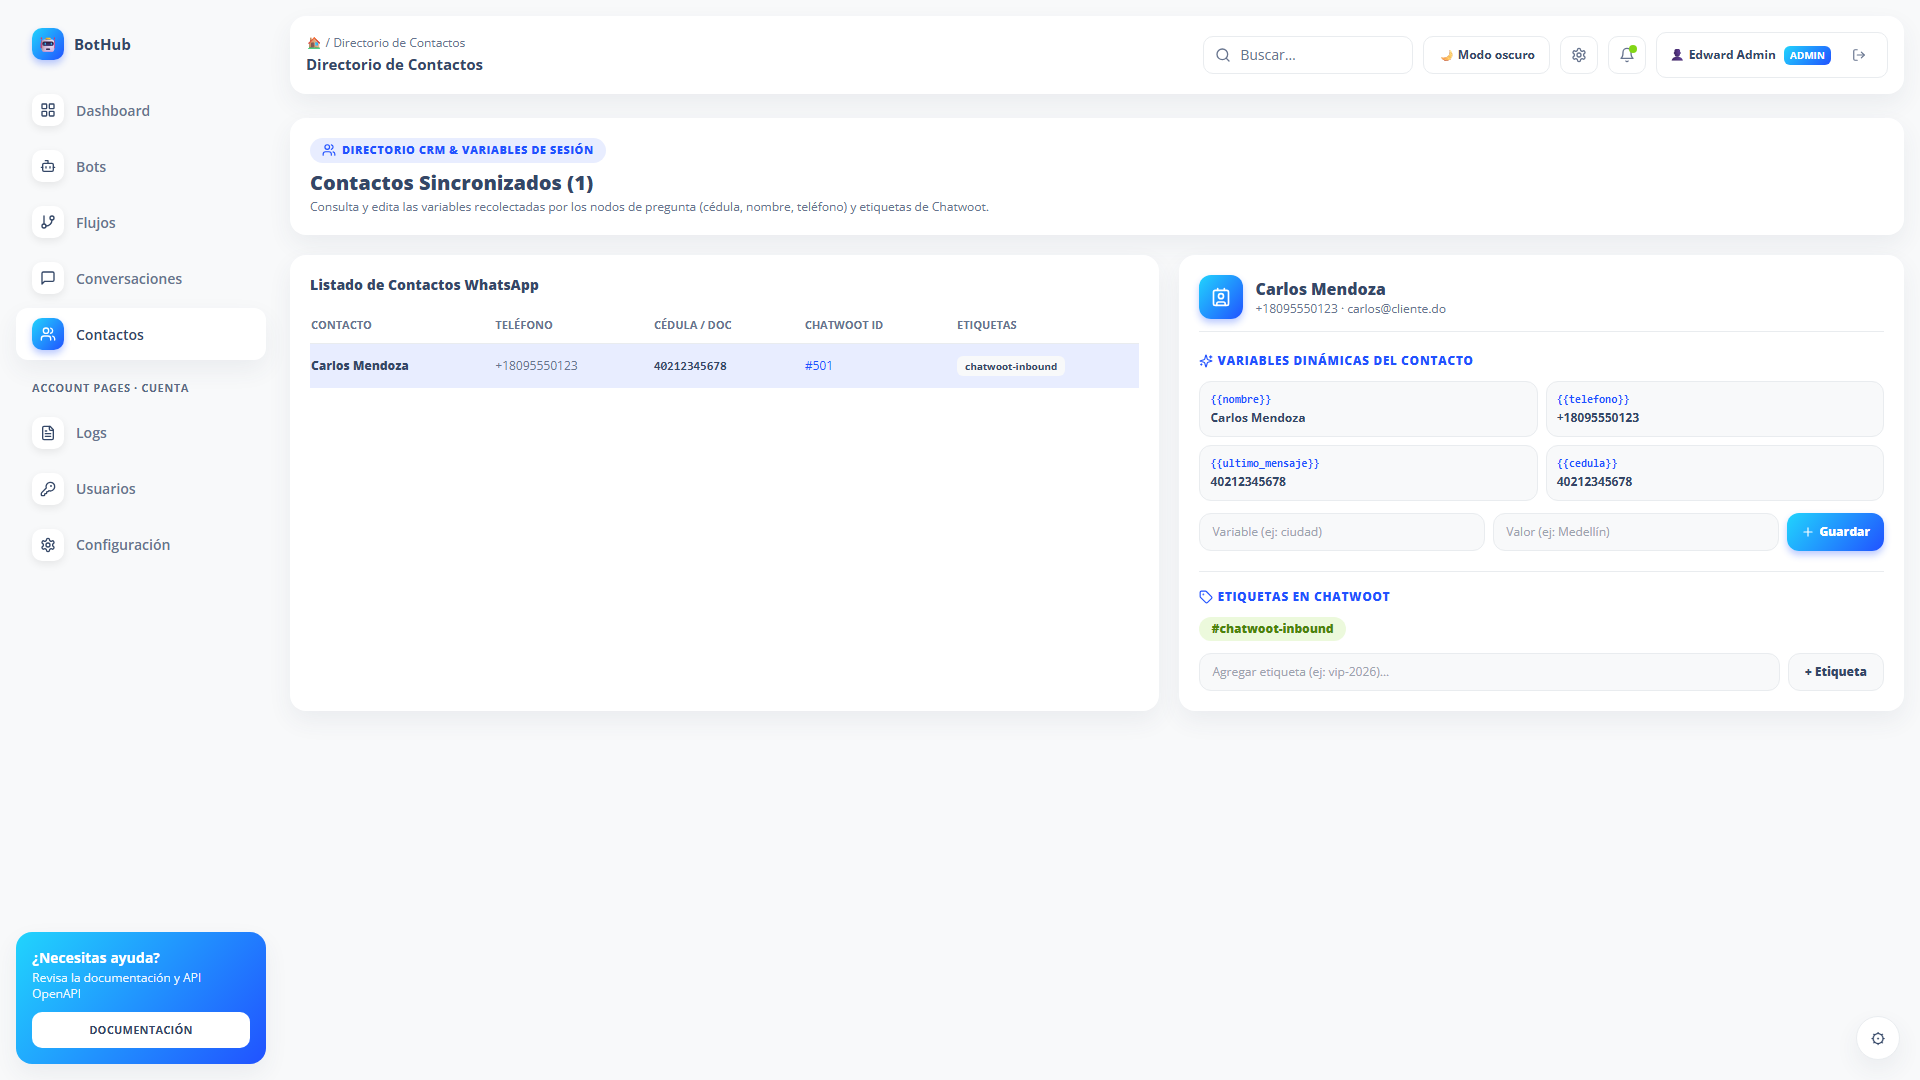 BotHub
Dashboard
Bots
Flujos
Conversaciones
Contactos
ACCOUNT PAGES · CUENTA
Logs
Usuarios
Configuración
¿Necesitas ayuda?
Revisa la documentación y API
OpenAPI
DOCUMENTACIÓN
/ Directorio de Contactos
Directorio de Contactos
Buscar...
Modo oscuro
Edward Admin ADMIN
DIRECTORIO CRM & VARIABLES DE SESIÓN
Contactos Sincronizados (1)
Consulta y edita las variables recolectadas por los nodos de pregunta (cédula, nombre, teléfono) y etiquetas de Chatwoot.
Listado de Contactos WhatsApp
CONTACTO TELÉFONO CÉDULA / DOC CHATWOOT ID ETIQUETAS
Carlos Mendoza +18095550123 40212345678 #501 chatwoot-inbound
Carlos Mendoza
+18095550123 · carlos@cliente.do
VARIABLES DINÁMICAS DEL CONTACTO
{{nombre}}
Carlos Mendoza
{{telefono}}
+18095550123
{{ultimo_mensaje}}
40212345678
{{cedula}}
40212345678
Variable (ej: ciudad)
Valor (ej: Medellín)
+ Guardar
ETIQUETAS EN CHATWOOT
#chatwoot-inbound
Agregar etiqueta (ej: vip-2026)...
+ Etiqueta